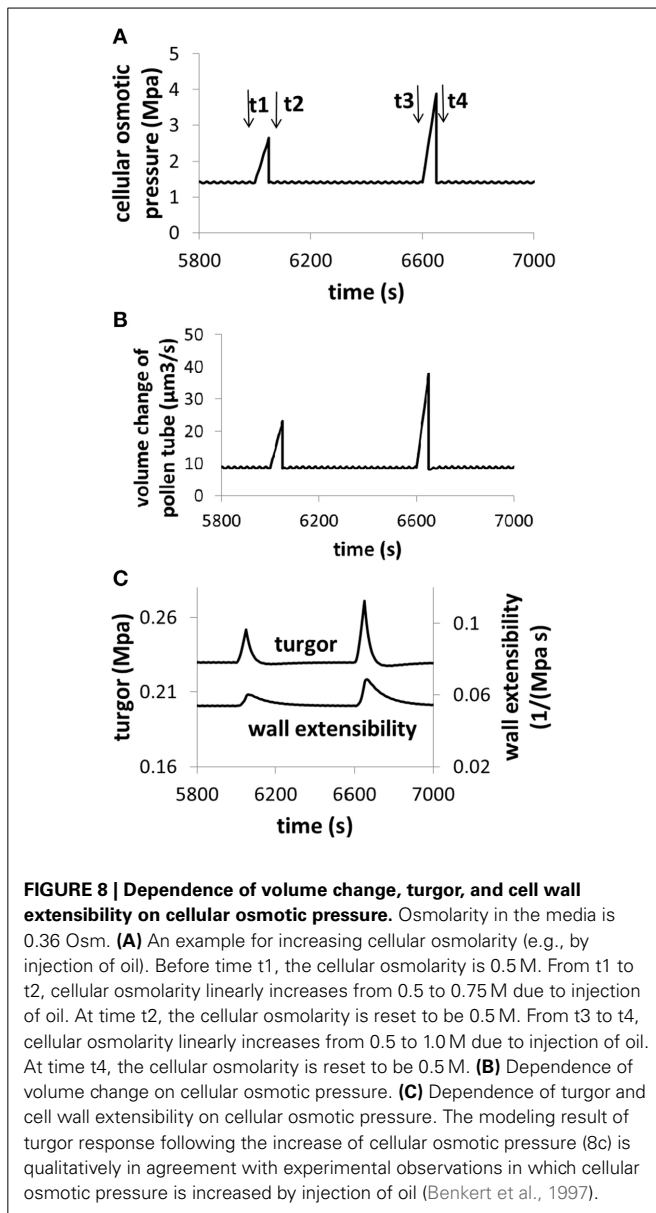 A
cellular osmotic
pressure (Mpa)
5
4
3
2
1
0
t1
t2
t3
t4
5800
6200
6600
7000
time (s)
B
volume change of
pollen tube (µm3/s)
50
40
30
20
10
0
5800
6200
6600
7000
time (s)
C
turgor (Mpa)
0.26
0.21
0.16
turgor
wall extensibility
0.1
0.06
0.02
wall extensibility
(1/(Mpa s)
5800
6200
6600
7000
time (s)
FIGURE 8 | Dependence of volume change, turgor, and cell wall
extensibility on cellular osmotic pressure. Osmolarity in the media is
0.36 Osm. (A) An example for increasing cellular osmolarity (e.g., by
injection of oil). Before time t1, the cellular osmolarity is 0.5 M. From t1 to
t2, cellular osmolarity linearly increases from 0.5 to 0.75 M due to injection
of oil. At time t2, the cellular osmolarity is reset to be 0.5 M. From t3 to t4,
cellular osmolarity linearly increases from 0.5 to 1.0 M due to injection of oil.
At time t4, the cellular osmolarity is reset to be 0.5 M. (B) Dependence of
volume change on cellular osmotic pressure. (C) Dependence of turgor and
cell wall extensibility on cellular osmotic pressure. The modeling result of
turgor response following the increase of cellular osmotic pressure (8c) is
qualitatively in agreement with experimental observations in which cellular
osmotic pressure is increased by injection of oil (Benkert et al., 1997).